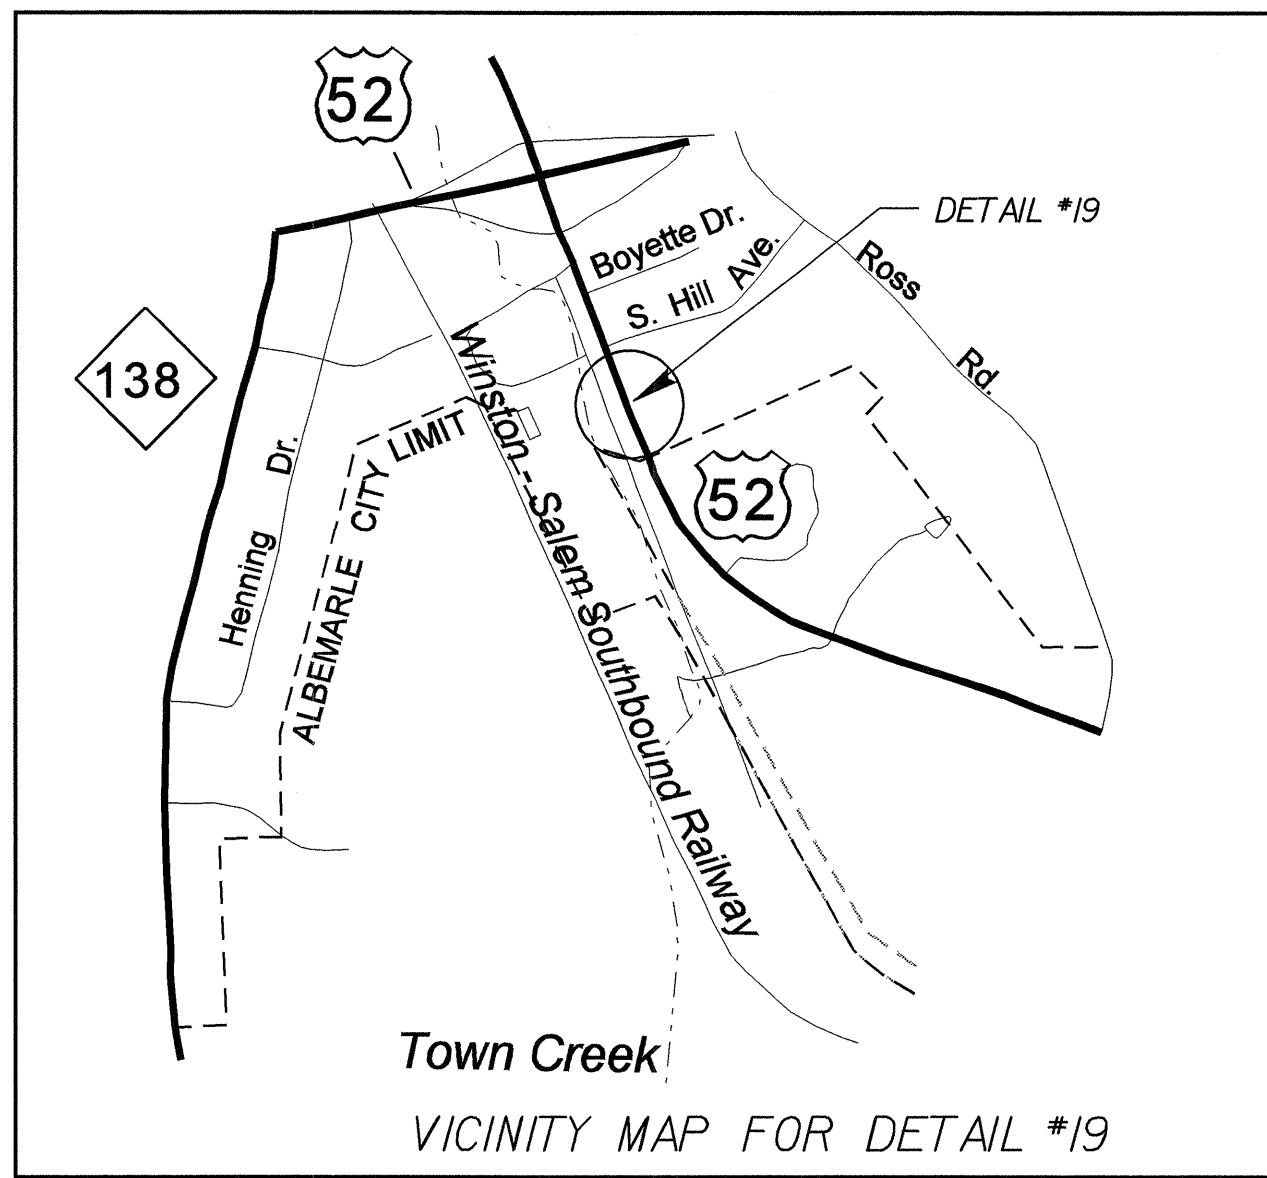 52
DETAIL #19
Boyette Dr.
S. Hill Ave.
Ross Rd.
138
Winston - Salem Southbound Railway
ALBEMARLE CITY LIMIT
Henning Dr.
52
Town Creek
VICINITY MAP FOR DETAIL #19